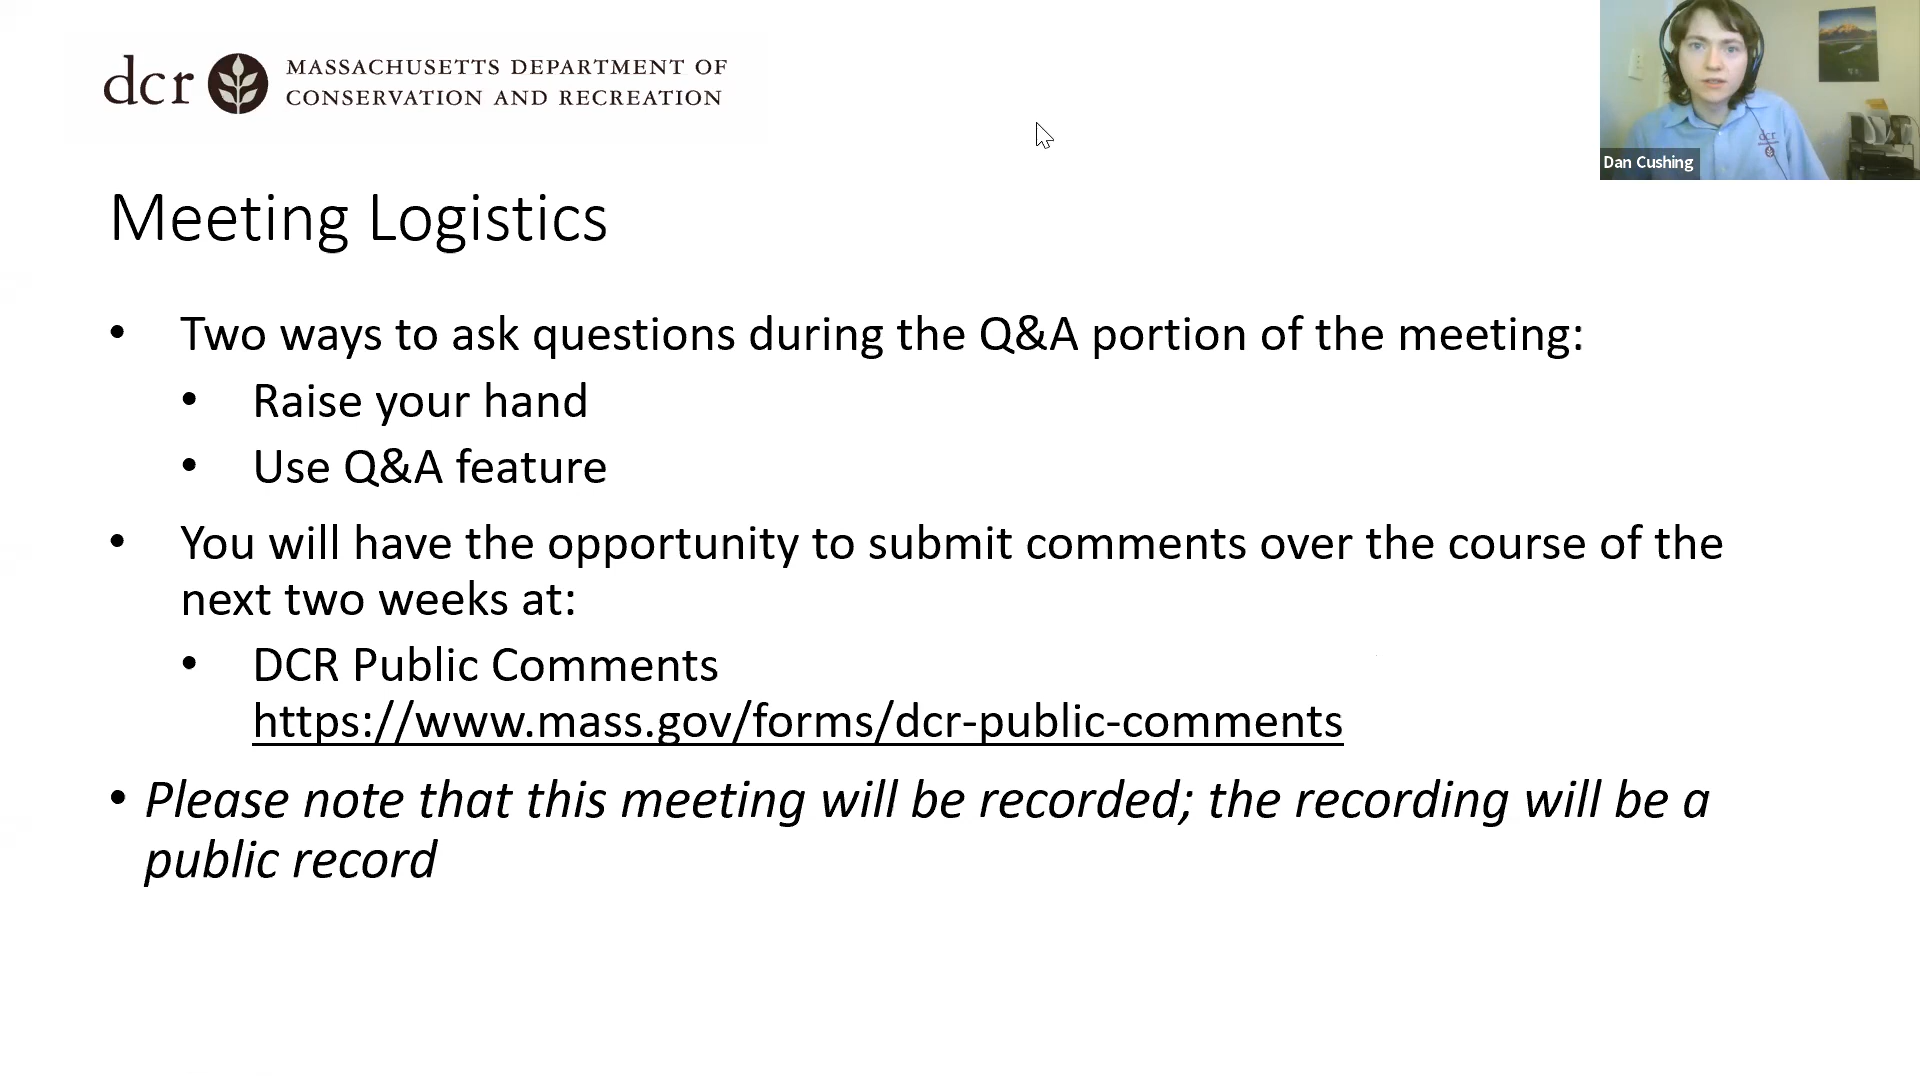 dcr
MASSACHUSETTS DEPARTMENT OF
CONSERVATION AND RECREATION
dcr
Dan Cushing
Meeting Logistics
• Two ways to ask questions during the Q&A portion of the meeting:
• Raise your hand
• Use Q&A feature
• You will have the opportunity to submit comments over the course of the
next two weeks at:
• DCR Public Comments
https://www.mass.gov/forms/dcr-public-comments
• Please note that this meeting will be recorded; the recording will be a
public record